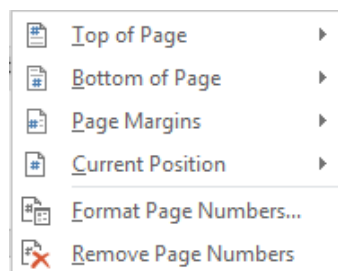 Top of Page
Bottom of Page
Page Margins
Current Position
Format Page Numbers...
Remove Page Numbers